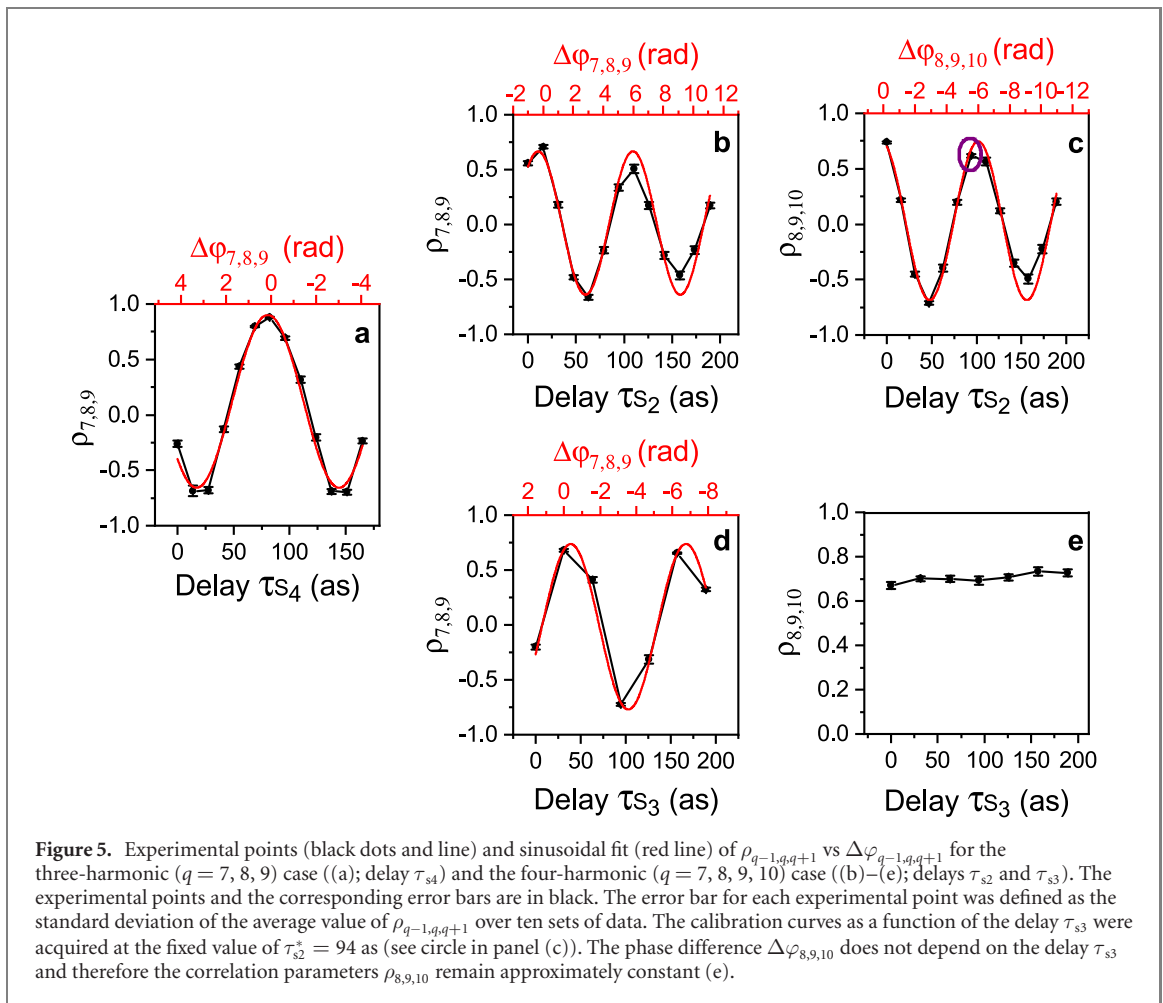 Δφ7,8,9 (rad)
-2 0 2 4 6 8 10 12
1.0
0.5
0.0
-0.5
-1.0
ρ7,8,9
b
0 50 100 150 200
Delay τs2 (as)
Δφ8,9,10 (rad)
0 -2 -4 -6 -8 -10 -12
1.0
0.5
0.0
-0.5
-1.0
ρ8,9,10
c
0 50 100 150 200
Delay τs2 (as)
Δφ7,8,9 (rad)
4 2 0 -2 -4
1.0
0.5
0.0
-0.5
-1.0
ρ7,8,9
a
0 50 100 150
Delay τs4 (as)
Δφ7,8,9 (rad)
2 0 -2 -4 -6 -8
1.0
0.5
0.0
-0.5
-1.0
ρ7,8,9
d
0 50 100 150 200
Delay τs3 (as)
1.0
0.8
0.6
0.4
0.2
0.0
ρ8,9,10
e
0 50 100 150 200
Delay τs3 (as)
Figure 5. Experimental points (black dots and line) and sinusoidal fit (red line) of ρq−1,q,q+1 vs Δφq−1,q,q+1 for the
three-harmonic (q = 7, 8, 9) case ((a); delay τs4) and the four-harmonic (q = 7, 8, 9, 10) case ((b)–(e); delays τs2 and τs3). The
experimental points and the corresponding error bars are in black. The error bar for each experimental point was defined as the
standard deviation of the average value of ρq−1,q,q+1 over ten sets of data. The calibration curves as a function of the delay τs3 were
acquired at the fixed value of τ*s2 = 94 as (see circle in panel (c)). The phase difference Δφ8,9,10 does not depend on the delay τs3
and therefore the correlation parameters ρ8,9,10 remain approximately constant (e).